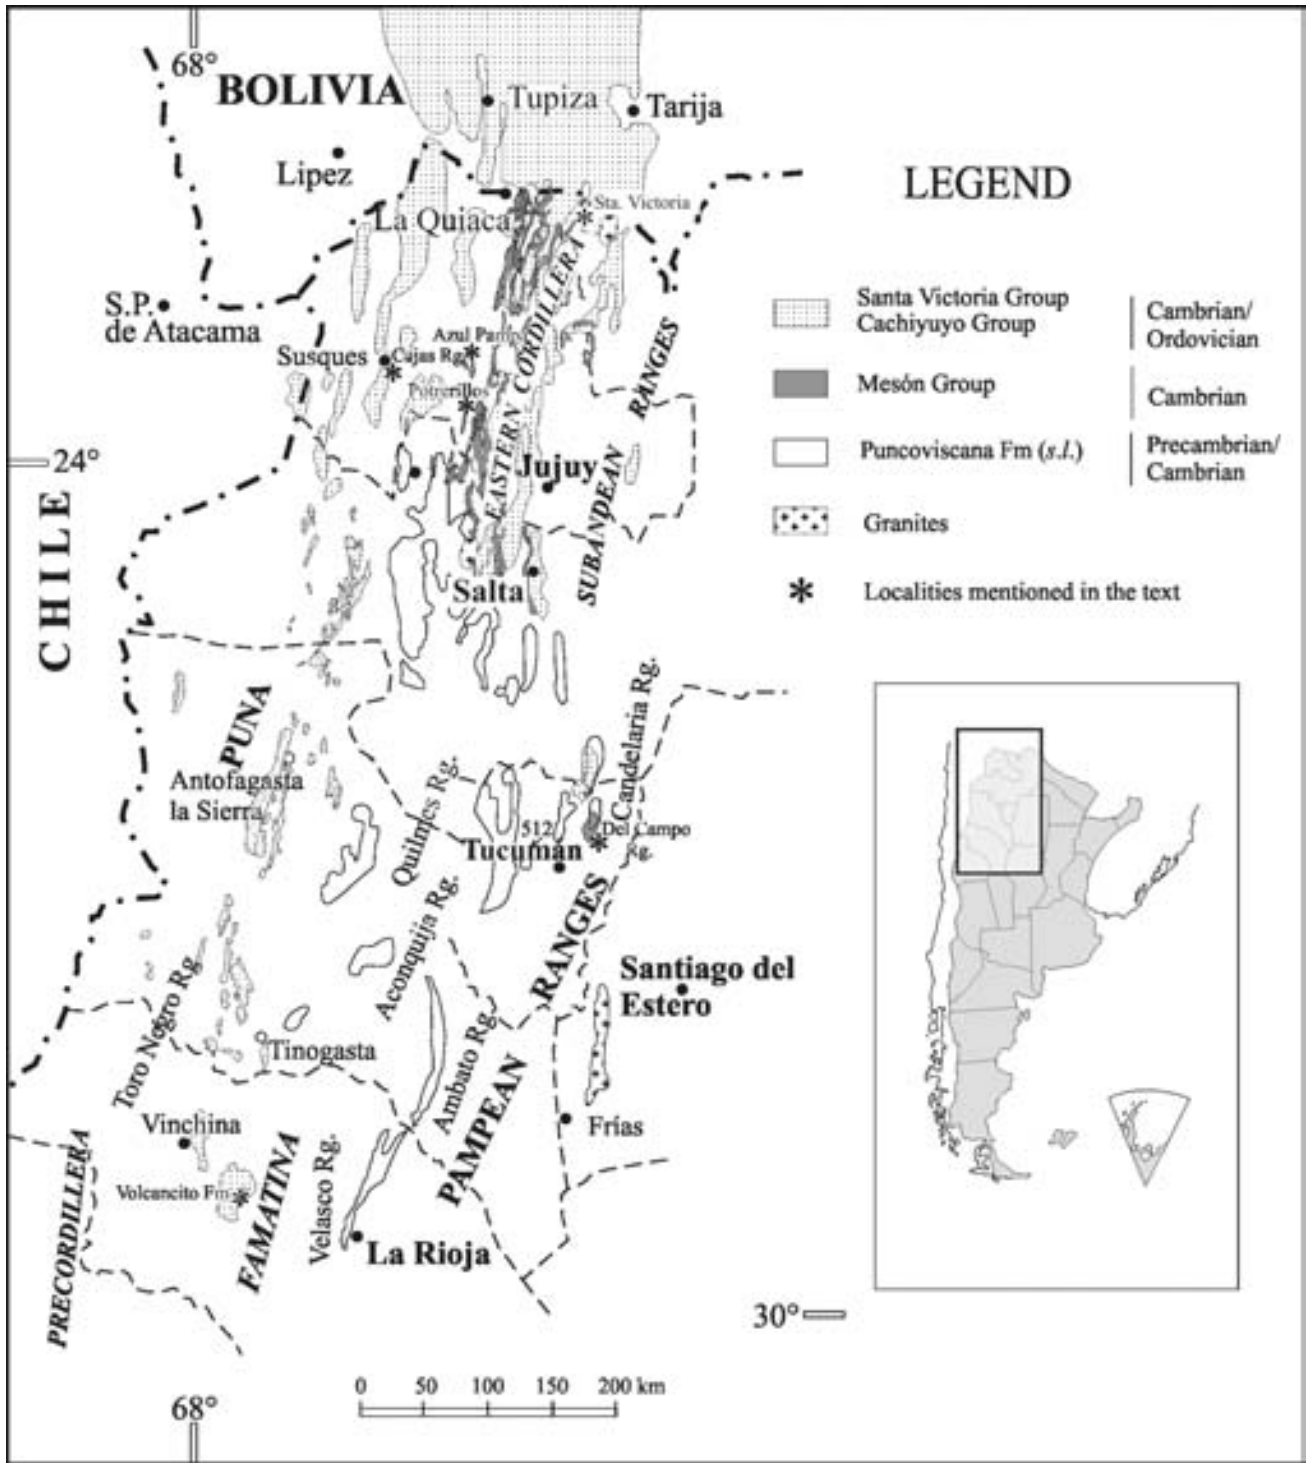 68°
BOLIVIA
Tupiza
Tarija
Lipez
Sta. Victoria
La Quiaca
S.P.
de Atacama
Susques
Azul Pamp
Cajas Rg.
Potrerillos
EASTERN CORDILLERA
SUBANDEAN RANGES
24°
CHILE
Jujuy
Salta
PUNA
Antofagasta
la Sierra
Quilmes Rg.
Candelaria Rg.
512
Del Campo
Rg.
Tucuman
Aconquija Rg.
Santiago del
Estero
Toro Negro Rg.
Tinogasta
Ambato Rg.
PAMPEAN RANGES
Frías
Vinchina
Volcancito Fm
FAMATINA
Velasco Rg.
La Rioja
PRECORDILLERA
30°
68°
0 50 100 150 200 km
LEGEND
Santa Victoria Group
Cachiyuyo Group
Cambrian/
Ordovician
Mesón Group
Cambrian
Puncoviscana Fm (s.l.)
Precambrian/
Cambrian
Granites
Localities mentioned in the text